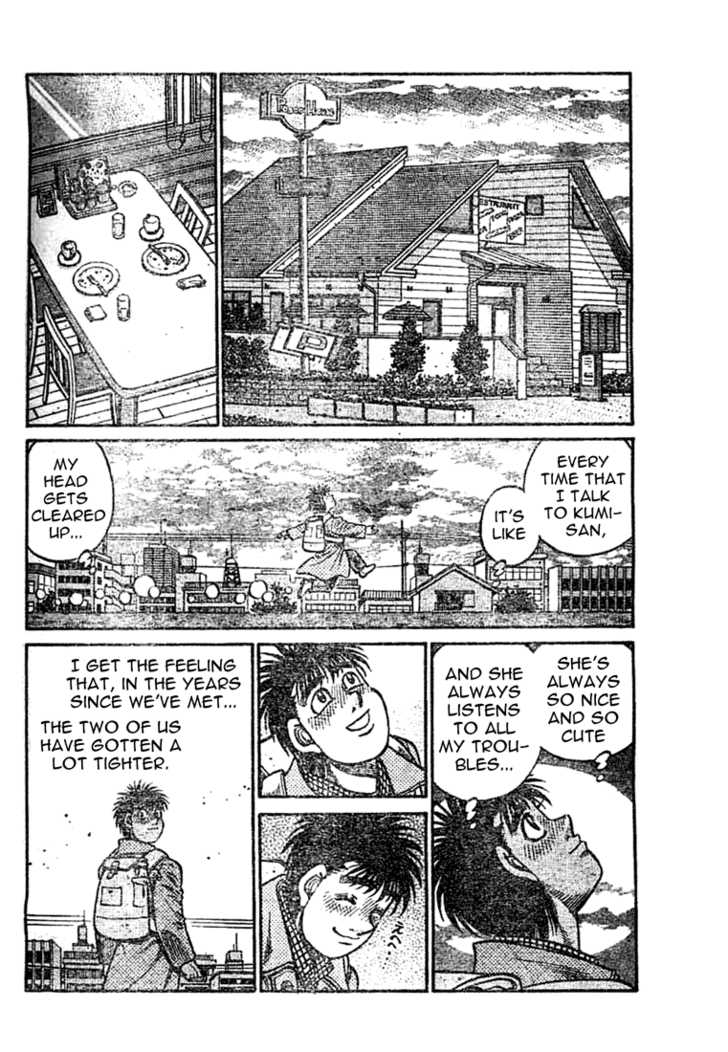 RESTAURANT
P
EVERY
TIME THAT
I TALK
TO KUMI-
SAN,
IT'S
LIKE
MY
HEAD
GETS
CLEARED
UP...
SHE'S
ALWAYS
SO NICE
AND SO
CUTE
AND SHE
ALWAYS
LISTENS
TO ALL
MY TROU-
BLES...
I GET THE FEELING
THAT, IN THE YEARS
SINCE WE'VE MET...
THE TWO OF US
HAVE GOTTEN A
LOT TIGHTER.